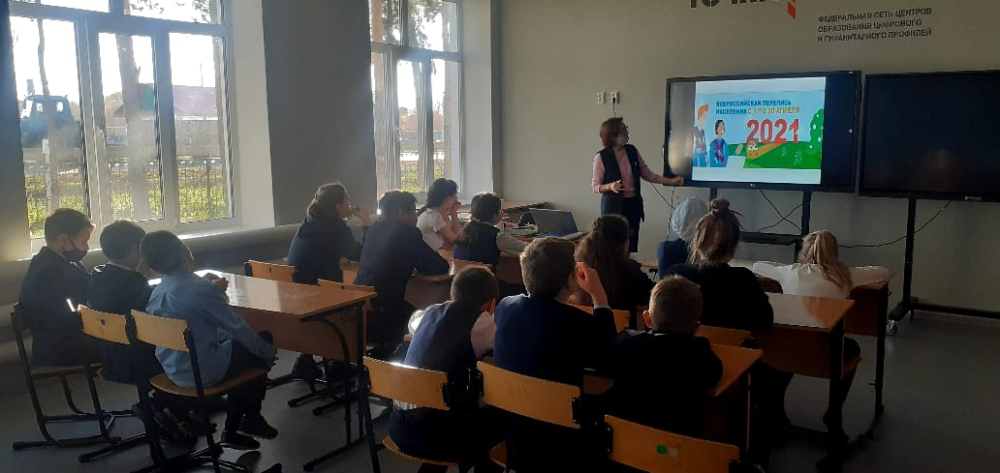 ФЕДЕРАЛЬНАЯ СЕТЬ ЦЕНТРОВ
ОБРАЗОВАНИЯ ЦИФРОВОГО
И ГУМАНИТАРНОГО ПРОФИЛЕЙ
ВСЕРОССИЙСКАЯ ПЕРЕПИСЬ
НАСЕЛЕНИЯ С 1 ПО 30 АПРЕЛЯ
2021